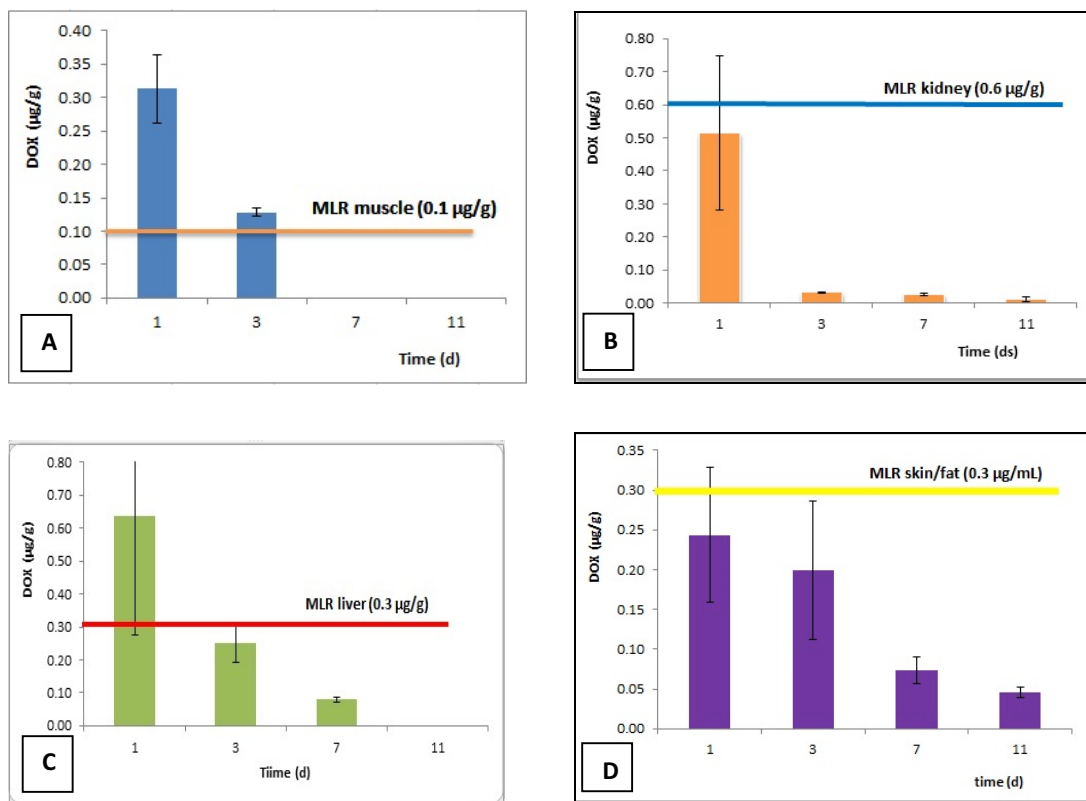 0.40
0.35
0.30
0.25
0.20
0.15
0.10
0.05
0.00
DOX (µg/g)
MLR muscle (0.1 µg/g)
1 3 7 11
Time (d)
A
0.80
0.70
0.60
0.50
0.40
0.30
0.20
0.10
0.00
DOX (µg/g)
MLR kidney (0.6 µg/g)
1 3 7 11
Time (ds)
B
0.80
0.70
0.60
0.50
0.40
0.30
0.20
0.10
0.00
DOX (µg/g)
MLR liver (0.3 µg/g)
1 3 7 11
Tiime (d)
C
0.35
0.30
0.25
0.20
0.15
0.10
0.05
0.00
DOX (µg/g)
MLR skin/fat (0.3 µg/mL)
1 3 7 11
time (d)
D